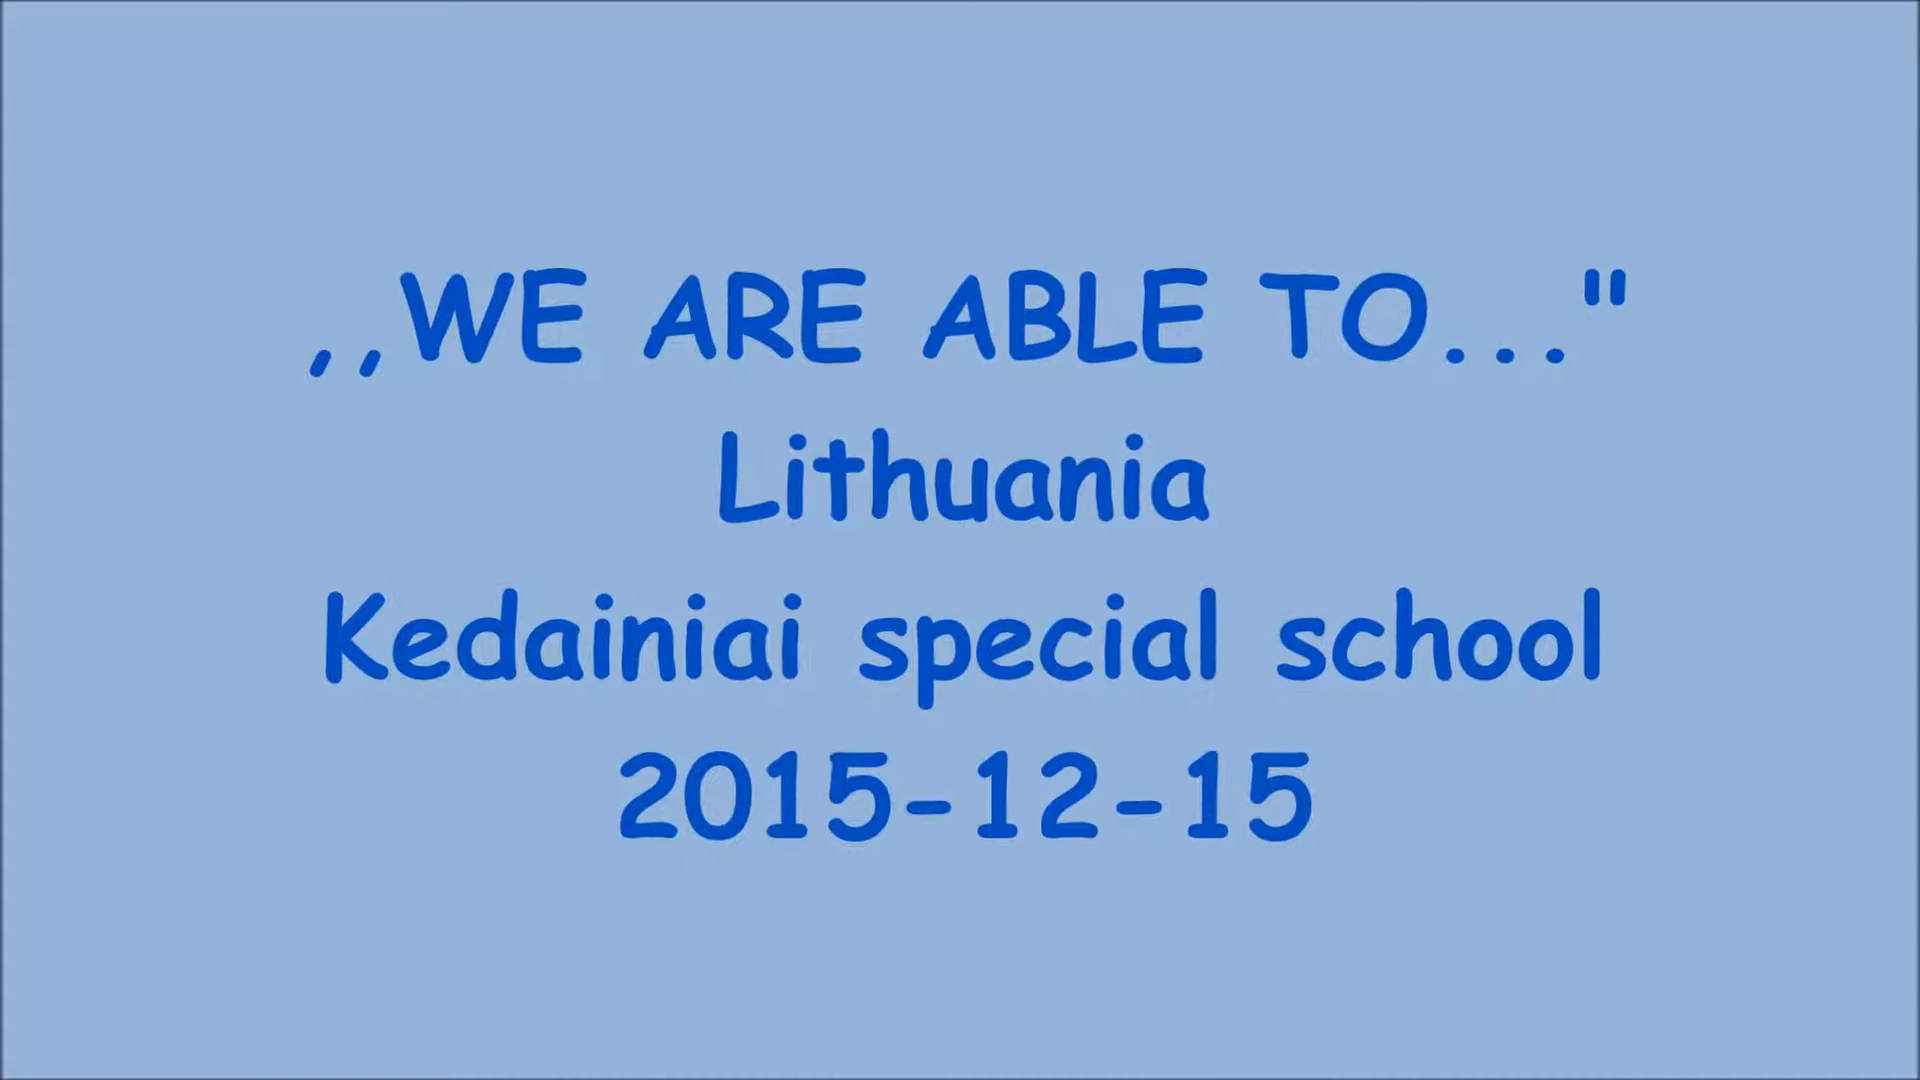 ,,WE ARE ABLE TO..."
Lithuania
Kedainiai special school
2015-12-15